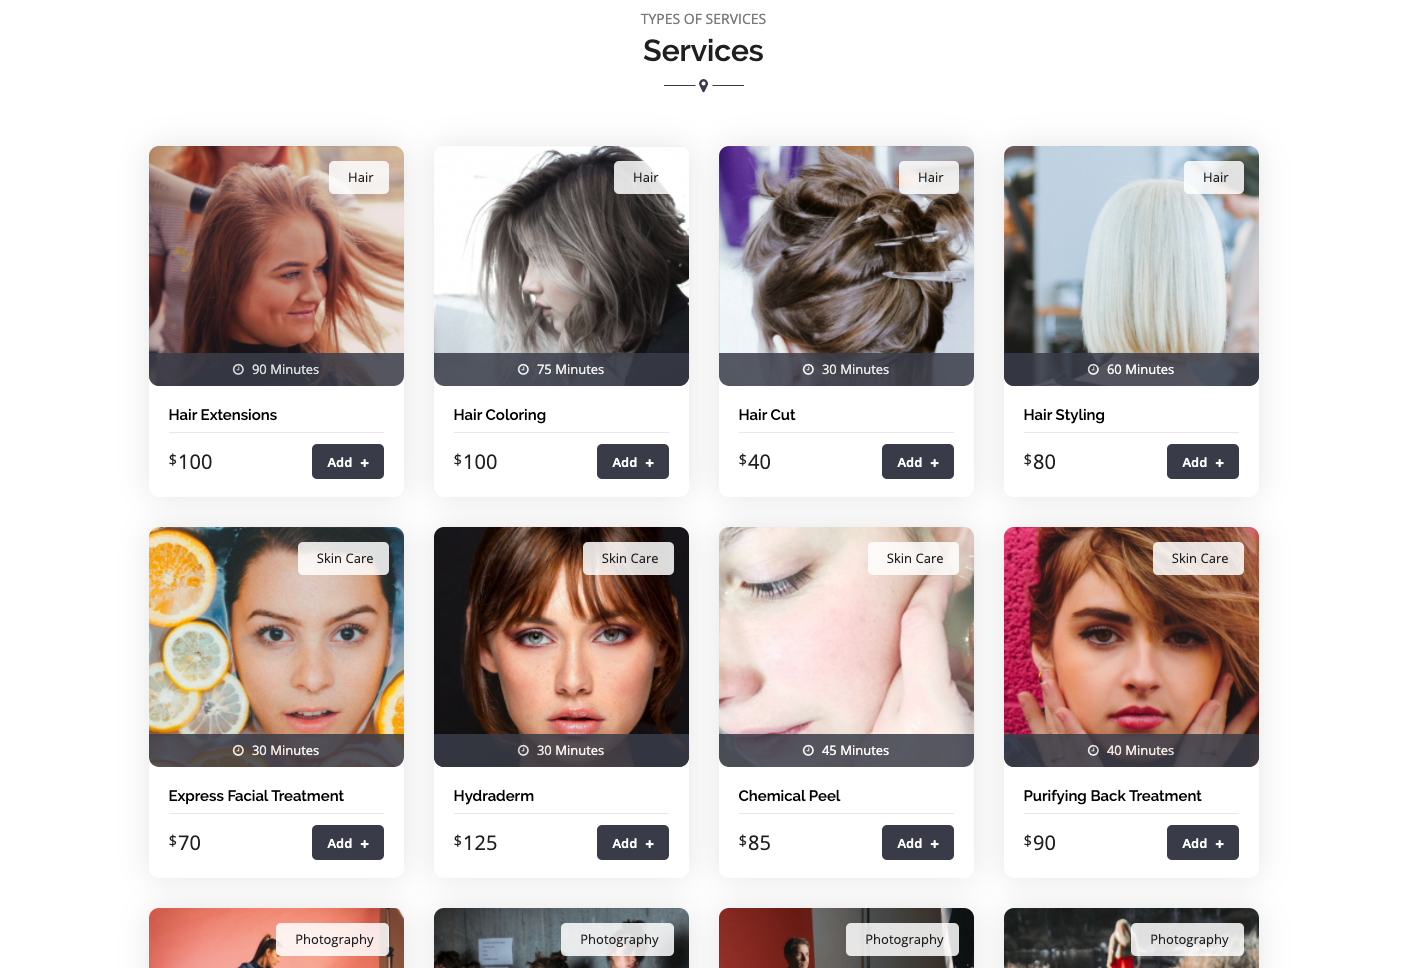 TYPES OF SERVICES
Services
Hair
Hair
Hair
Hair
90 Minutes
75 Minutes
30 Minutes
60 Minutes
Hair Extensions
Hair Coloring
Hair Cut
Hair Styling
$100
Add +
$100
Add +
$40
Add +
$80
Add +
Skin Care
Skin Care
Skin Care
Skin Care
30 Minutes
30 Minutes
45 Minutes
40 Minutes
Express Facial Treatment
Hydraderm
Chemical Peel
Purifying Back Treatment
$70
Add +
$125
Add +
$85
Add +
$90
Add +
Photography
Photography
Photography
Photography